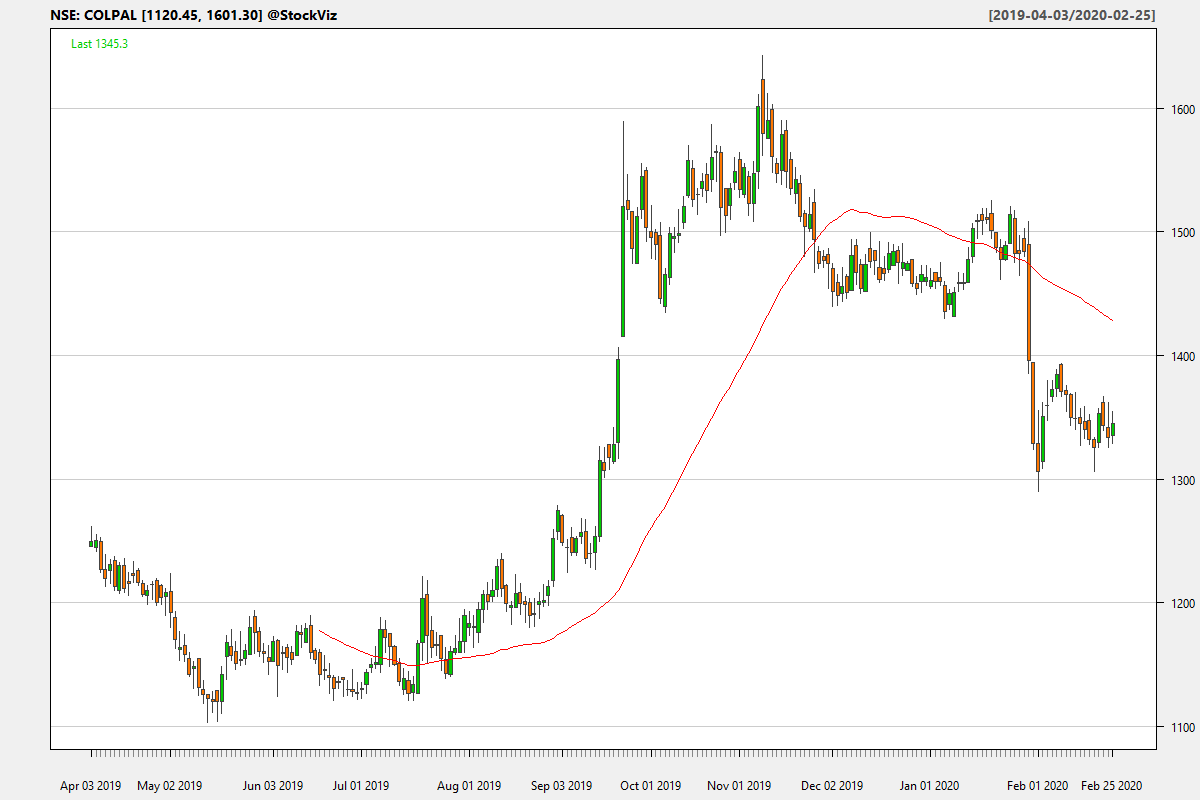 NSE: COLPAL [1120.45, 1601.30] @StockViz
[2019-04-03/2020-02-25]
Last 1345.3
1600
1500
1400
1300
1200
1100
Apr 03 2019 May 02 2019 Jun 03 2019 Jul 01 2019 Aug 01 2019 Sep 03 2019 Oct 01 2019 Nov 01 2019 Dec 02 2019 Jan 01 2020 Feb 01 2020 Feb 25 2020